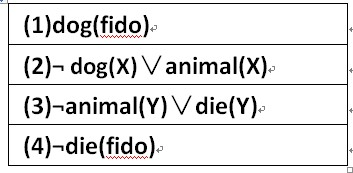 (1)dog(fido)
(2)¬ dog(X)∨animal(X)
(3)¬animal(Y)∨die(Y)
(4)¬die(fido)